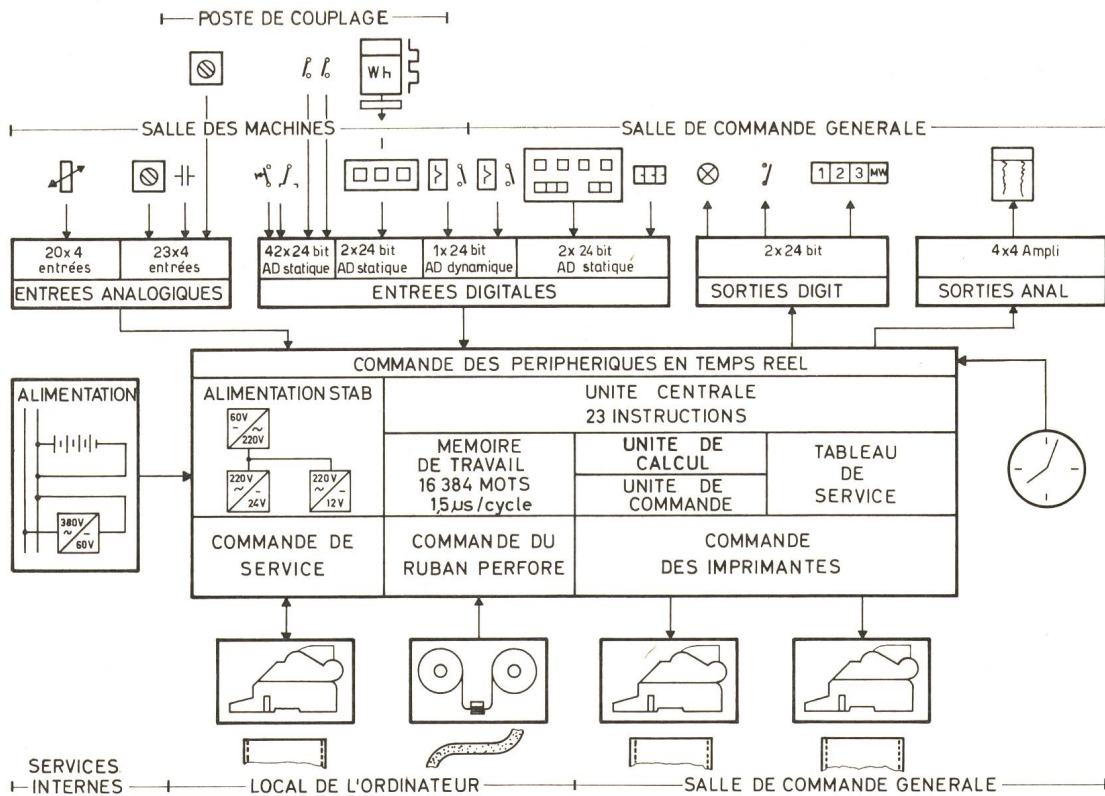 POSTE DE COUPLAGE
Wh
SALLE DES MACHINES
SALLE DE COMMANDE GENERALE
1 2 3 MW
20x4
entrées
23x4
entrées
ENTREES ANALOGIQUES
42x24 bit
AD statique
2x24 bit
AD statique
1x24 bit
AD dynamique
2x 24 bit
AD statique
ENTREES DIGITALES
2x24 bit
SORTIES DIGIT
4x4 Ampli
SORTIES ANAL
COMMANDE DES PERIPHERIQUES EN TEMPS REEL
ALIMENTATION
380V
~ –
60V
ALIMENTATION STAB
60V
– ~
220V
220V
~ –
24V
220V
~ –
12V
UNITE CENTRALE
23 INSTRUCTIONS
MEMOIRE
DE TRAVAIL
16 384 MOTS
1,5µs/cycle
UNITE DE
CALCUL
UNITE DE
COMMANDE
TABLEAU
DE
SERVICE
COMMANDE DE
SERVICE
COMMANDE DU
RUBAN PERFORE
COMMANDE
DES IMPRIMANTES
SERVICES
INTERNES
LOCAL DE L'ORDINATEUR
SALLE DE COMMANDE GENERALE